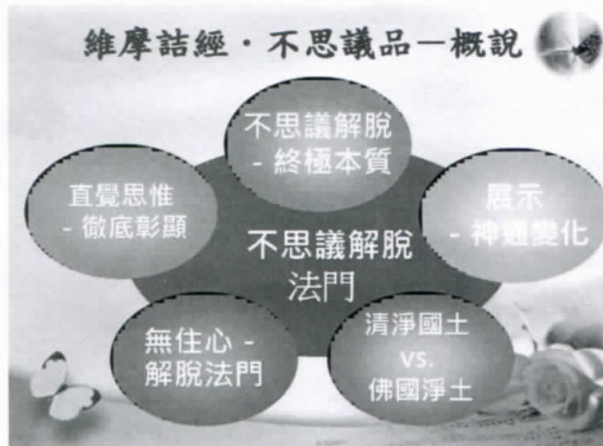 維摩詰經・不思議品－概說
不思議解脫
- 終極本質
直覺思惟
- 徹底彰顯
展示
- 神通變化
不思議解脫
法門
無住心 -
解脫法門
清淨國土
vs.
佛國淨土